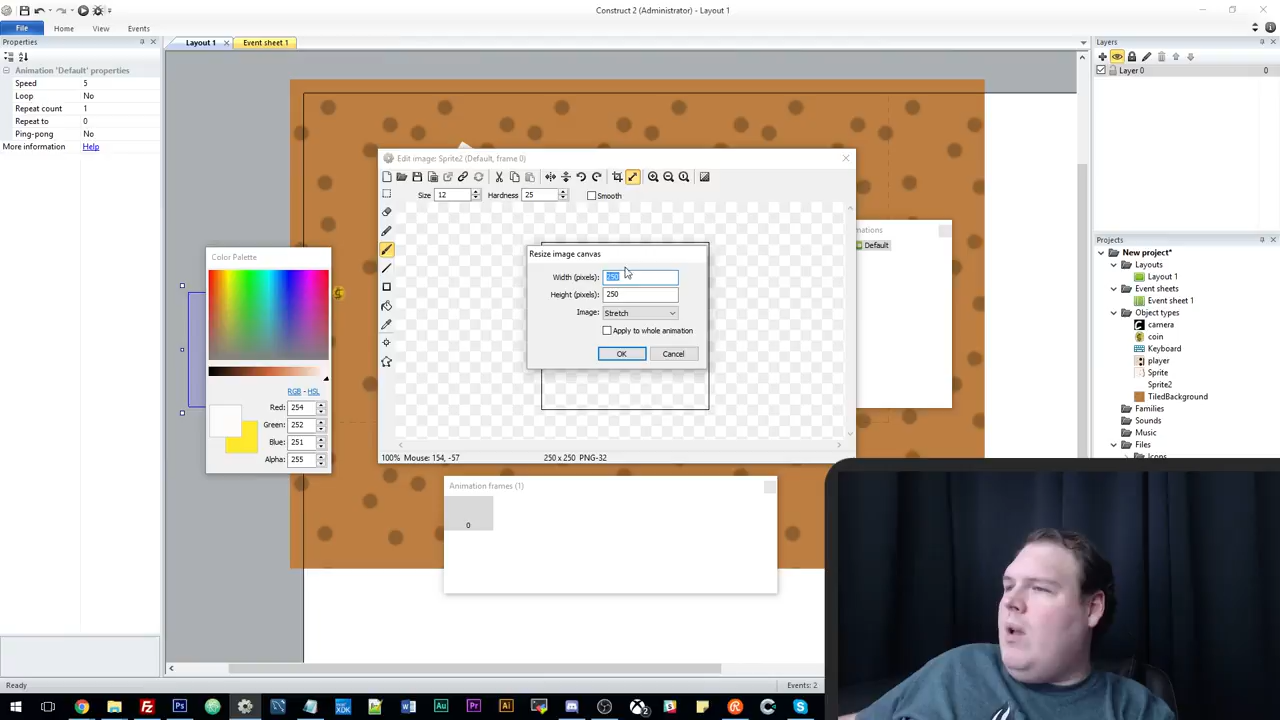 Construct 2 (Administrator) - Layout 1
File
Home
View
Events
Properties
Layout 1
Event sheet 1
Layers
Animation 'Default' properties
Speed 5
Loop No
Repeat count 1
Repeat to 0
Ping-pong No
More information Help
Layer 0 0
Edit image: Sprite2 (Default, frame 0)
Size 12 Hardness 25 Smooth
Color Palette
RGB - HSL
Red: 254
Green: 252
Blue: 251
Alpha: 255
Resize image canvas
Width (pixels): 250
Height (pixels): 250
Image: Stretch
Apply to whole animation
OK
Cancel
Default
100% Mouse: 154, -57 250 x 250 PNG-32
Animation frames (1)
0
Projects
New project*
Layouts
Layout 1
Event sheets
Event sheet 1
Object types
camera
coin
Keyboard
player
Sprite
Sprite2
TiledBackground
Families
Sounds
Music
Files
Icons
Ready
Events: 2